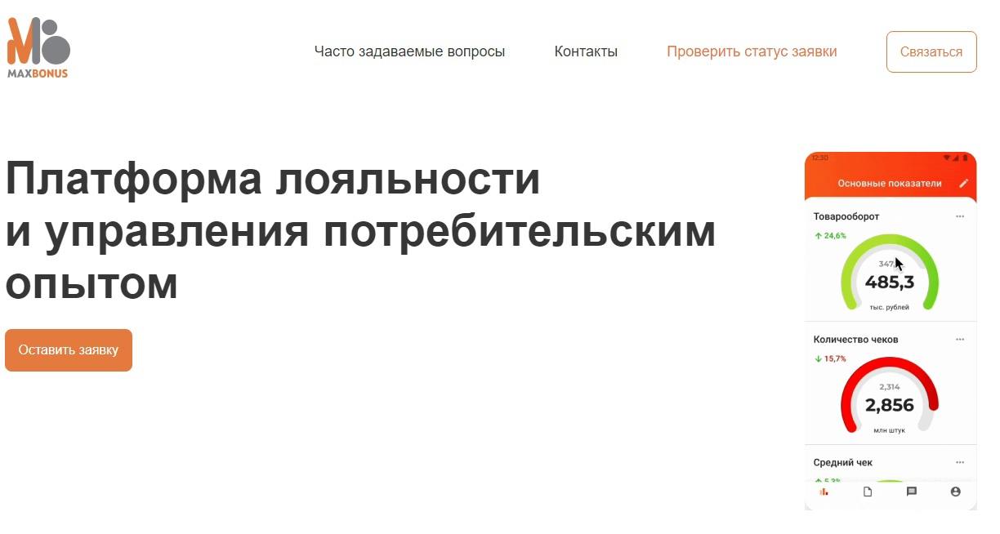 MAXBONUS
Часто задаваемые вопросы
Контакты
Проверить статус заявки
Связаться
Платформа лояльности
и управления потребительским
опытом
Оставить заявку
12:30
Основные показатели
Товарооборот
24,6%
347,
485,3
тыс. рублей
Количество чеков
15,7%
2,314
2,856
млн штук
Средний чек
5,3%